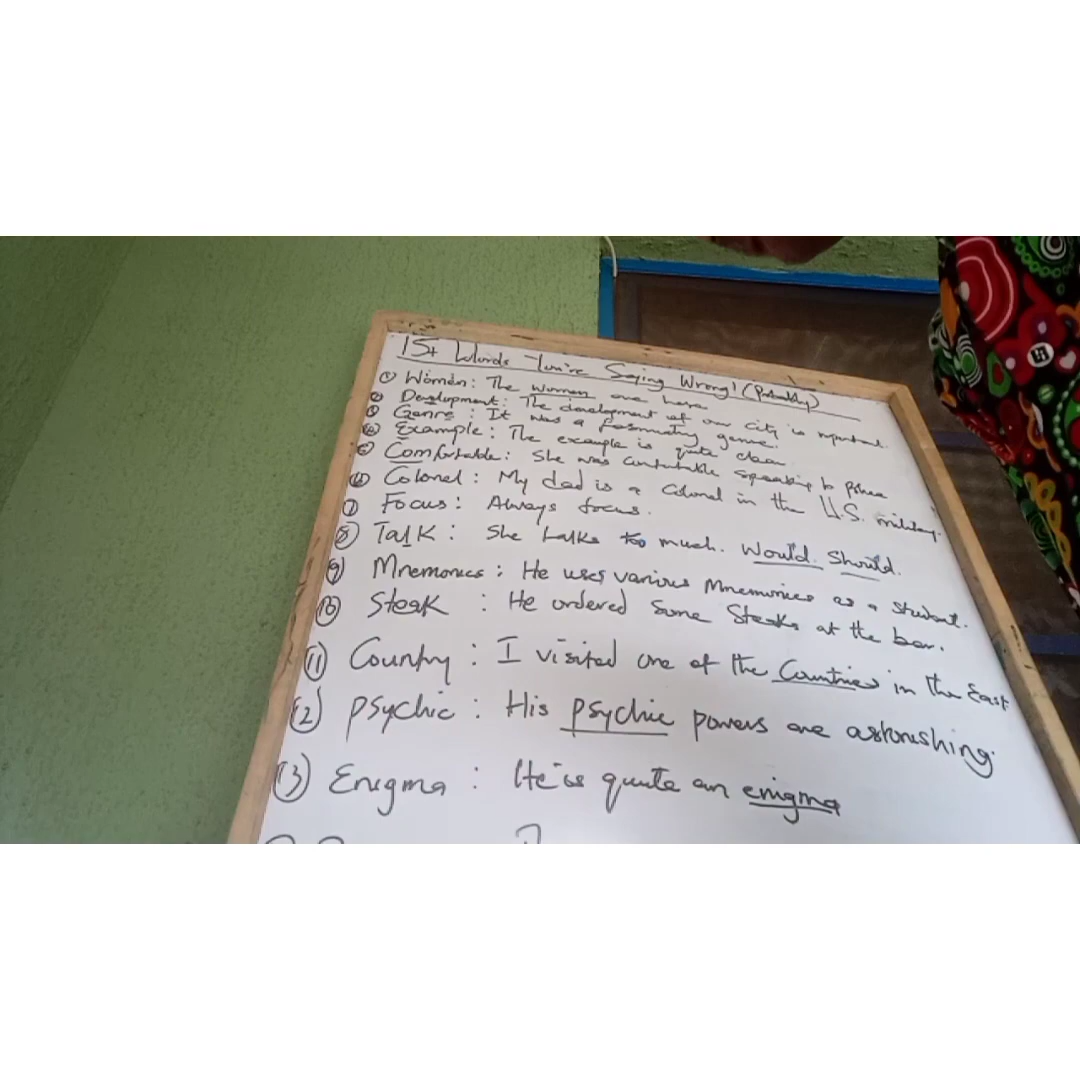 15+ Words You're Saying Wrong! (Probably)
① Women: The women are here
② Development: The development of our city is important.
③ Genre: It was a genre.
④ Example: The example is quite clear
⑤ Comfortable: She was comfortable speaking to
⑥ Colonel: My dad is a Colonel in the U.S. military.
⑦ Focus: Always focus.
⑧ Talk: She talks too much. Would. Should.
⑨ Mnemonics: He uses various Mnemonics as a student.
⑩ Steak: He ordered some Steaks at the bar.
⑪ Country: I visited one of the Countries in the East
⑫ Psychic: His psychic powers are astonishing.
⑬ Enigma: He is quite an enigma